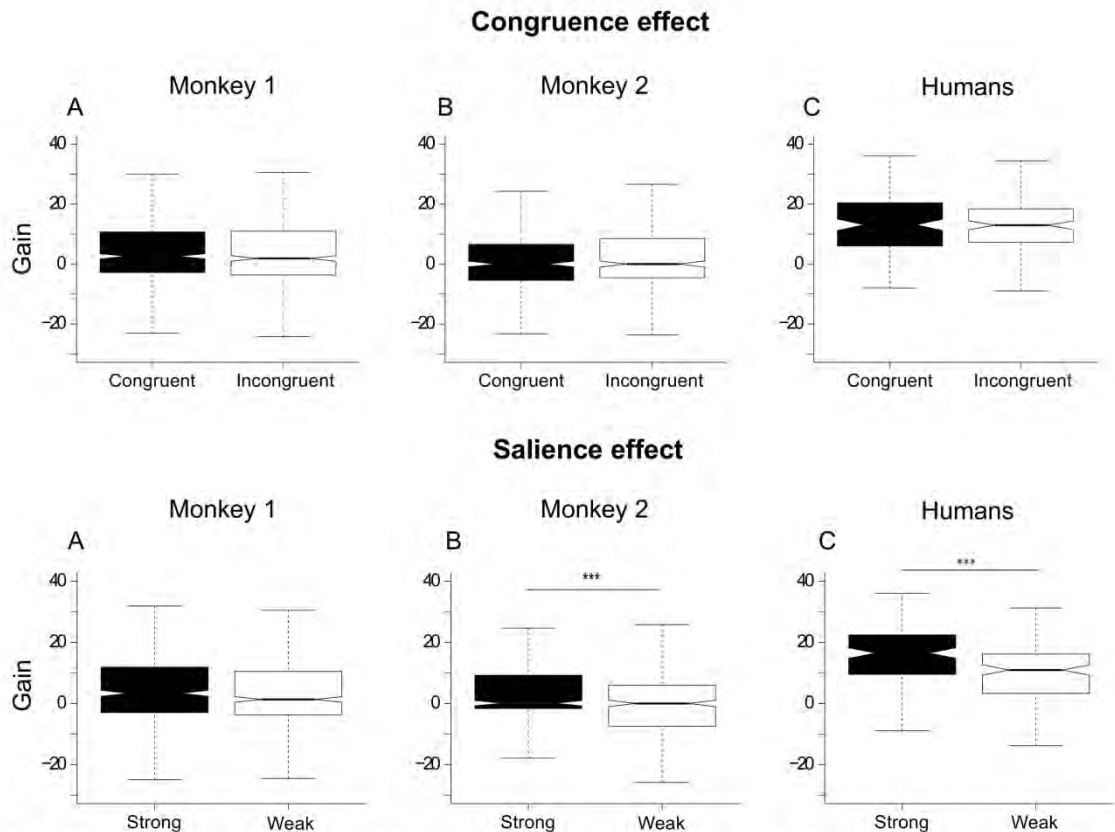 Congruence effect
Monkey 1
Monkey 2
Humans
A
B
C
Gain
40
20
0
−20
40
20
0
−20
40
20
0
−20
Congruent Incongruent
Congruent Incongruent
Congruent Incongruent
Salience effect
Monkey 1
Monkey 2
Humans
A
B
C
***
***
Gain
40
20
0
−20
40
20
0
−20
40
20
0
−20
Strong Weak
Strong Weak
Strong Weak